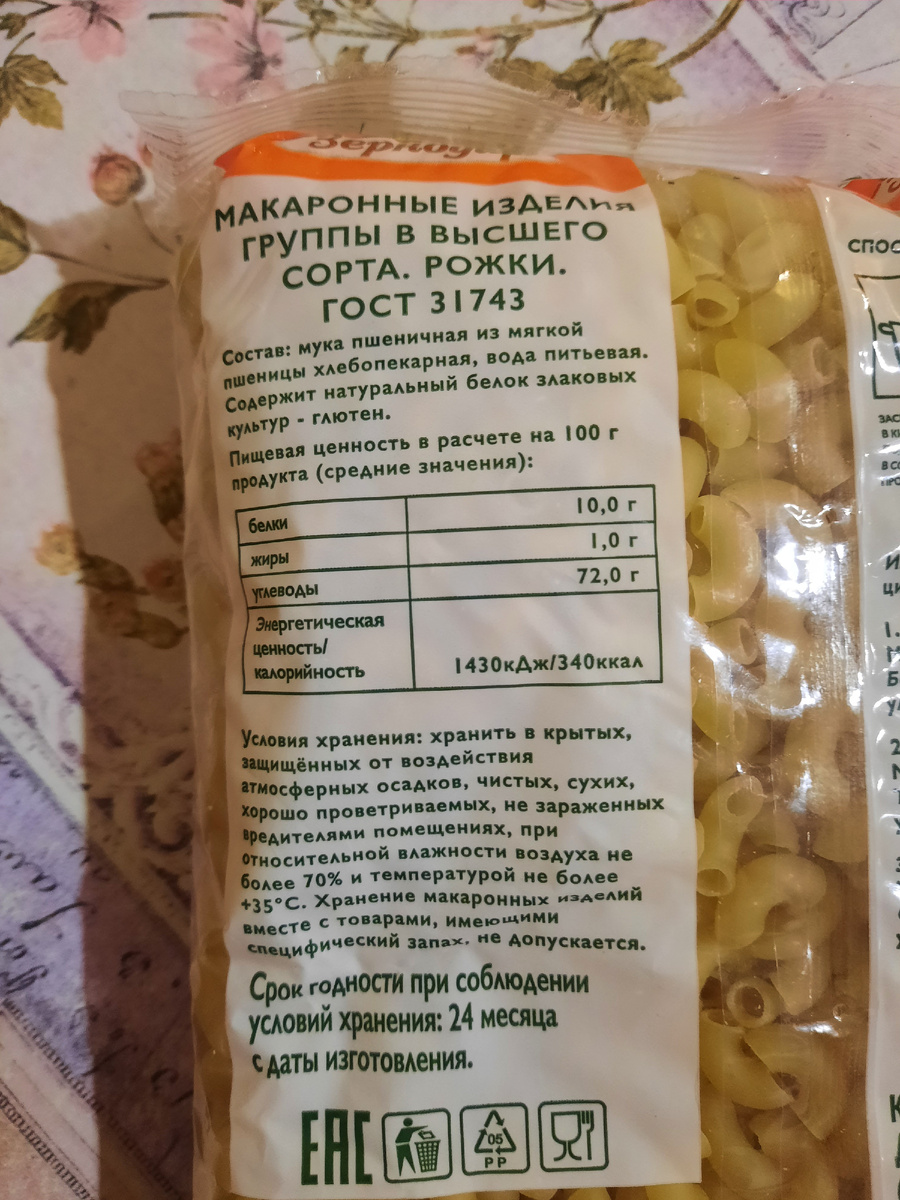 МАКАРОННЫЕ ИЗДЕЛИЯ
ГРУППЫ В ВЫСШЕГО
СОРТА. РОЖКИ.
ГОСТ 31743
Состав: мука пшеничная из мягкой
пшеницы хлебопекарная, вода питьевая.
Содержит натуральный белок злаковых
культур - глютен.
Пищевая ценность в расчете на 100 г
продукта (средние значения):
белки 10,0 г
жиры 1,0 г
углеводы 72,0 г
Энергетическая
ценность/
калорийность 1430кДж/340ккал
Условия хранения: хранить в крытых,
защищённых от воздействия
атмосферных осадков, чистых, сухих,
хорошо проветриваемых, не зараженных
вредителями помещениях, при
относительной влажности воздуха не
более 70% и температурой не более
+35°С. Хранение макаронных изделий
вместе с товарами, имеющими
специфический запах, не допускается.
Срок годности при соблюдении
условий хранения: 24 месяца
с даты изготовления.
ЕАС
05
PP